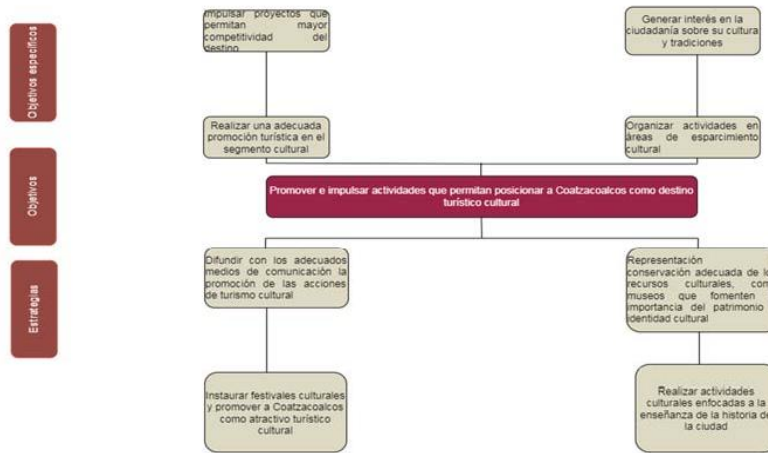 Objetivos específicos
Impulsar proyectos que
permitan mayor
competitividad del
destino
Generar interés en la
ciudadanía sobre su cultura
y tradiciones
Realizar una adecuada
promoción turística en el
segmento cultural
Organizar actividades en
áreas de esparcimiento
cultural
Objetivos
Promover e impulsar actividades que permitan posicionar a Coatzacoalcos como destino
turístico cultural
Estrategias
Difundir con los adecuados
medios de comunicación la
promoción de las acciones
de turismo cultural
Representación
conservación adecuada de
recursos culturales,
museos que fomenten
importancia del patrimonio
identidad cultural
Instaurar festivales culturales
y promover a Coatzacoalcos
como atractivo turístico
cultural
Realizar actividades
culturales enfocadas a la
enseñanza de la historia de
la ciudad